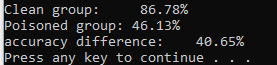 Clean group:     86.78%
Poisoned group: 46.13%
accuracy difference:    40.65%
Press any key to continue . . .